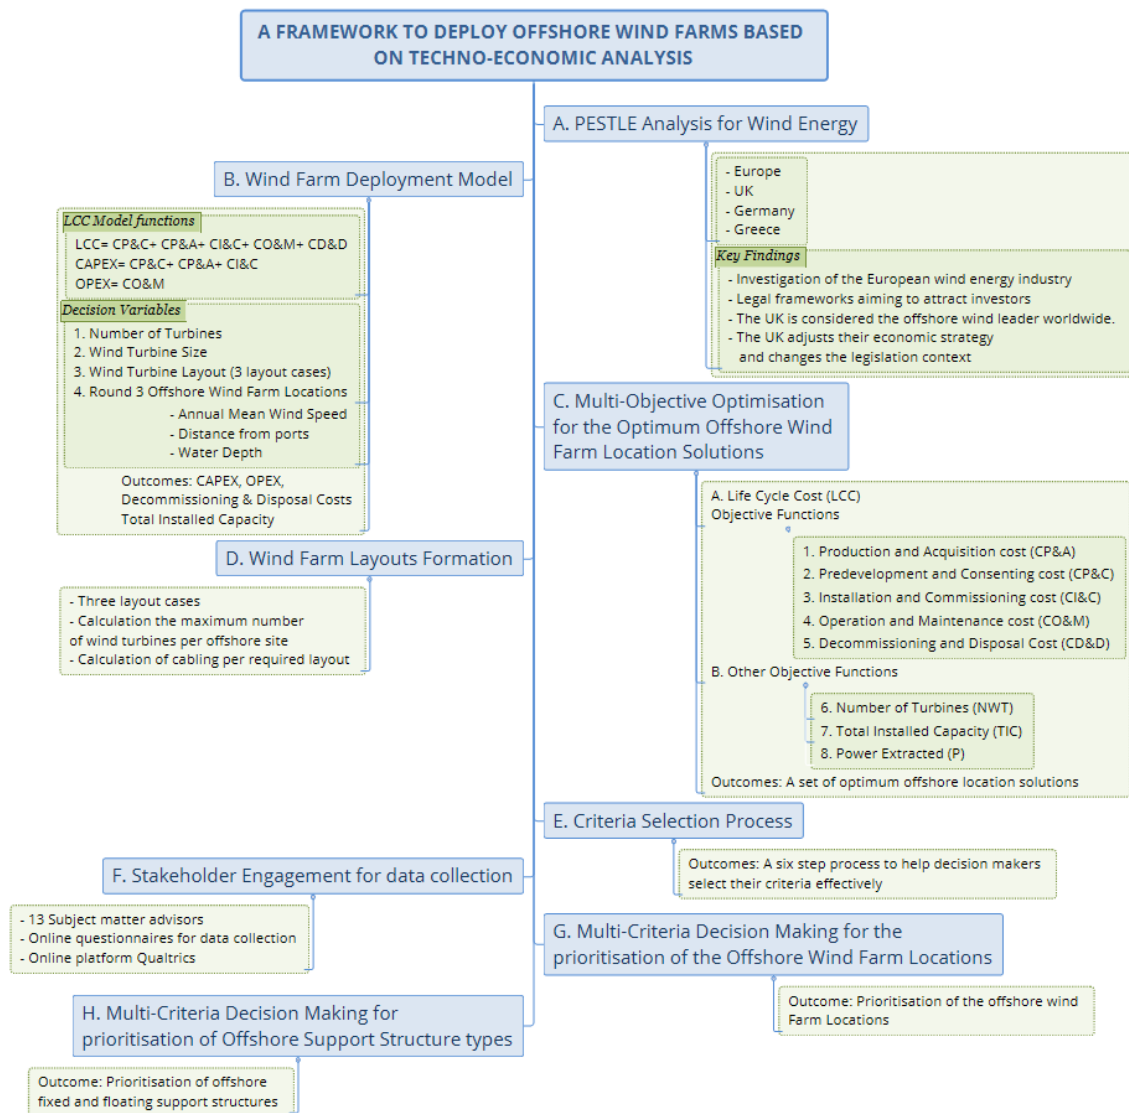 A FRAMEWORK TO DEPLOY OFFSHORE WIND FARMS BASED
ON TECHNO-ECONOMIC ANALYSIS
A. PESTLE Analysis for Wind Energy
- Europe
- UK
- Germany
- Greece
Key Findings
- Investigation of the European wind energy industry
- Legal frameworks aiming to attract investors
- The UK is considered the offshore wind leader worldwide.
- The UK adjusts their economic strategy
and changes the legislation context
B. Wind Farm Deployment Model
LCC Model functions
LCC= CP&C+ CP&A+ CI&C+ CO&M+ CD&D
CAPEX= CP&C+ CP&A+ CI&C
OPEX= CO&M
Decision Variables
1. Number of Turbines
2. Wind Turbine Size
3. Wind Turbine Layout (3 layout cases)
4. Round 3 Offshore Wind Farm Locations
- Annual Mean Wind Speed
- Distance from ports
- Water Depth
Outcomes: CAPEX, OPEX,
Decommissioning & Disposal Costs
Total Installed Capacity
C. Multi-Objective Optimisation
for the Optimum Offshore Wind
Farm Location Solutions
A. Life Cycle Cost (LCC)
Objective Functions
1. Production and Acquisition cost (CP&A)
2. Predevelopment and Consenting cost (CP&C)
3. Installation and Commissioning cost (CI&C)
4. Operation and Maintenance cost (CO&M)
5. Decommissioning and Disposal Cost (CD&D)
B. Other Objective Functions
6. Number of Turbines (NWT)
7. Total Installed Capacity (TIC)
8. Power Extracted (P)
Outcomes: A set of optimum offshore location solutions
D. Wind Farm Layouts Formation
- Three layout cases
- Calculation the maximum number
of wind turbines per offshore site
- Calculation of cabling per required layout
E. Criteria Selection Process
Outcomes: A six step process to help decision makers
select their criteria effectively
F. Stakeholder Engagement for data collection
- 13 Subject matter advisors
- Online questionnaires for data collection
- Online platform Qualtrics
G. Multi-Criteria Decision Making for the
prioritisation of the Offshore Wind Farm Locations
Outcome: Prioritisation of the offshore wind
Farm Locations
H. Multi-Criteria Decision Making for
prioritisation of Offshore Support Structure types
Outcome: Prioritisation of offshore
fixed and floating support structures